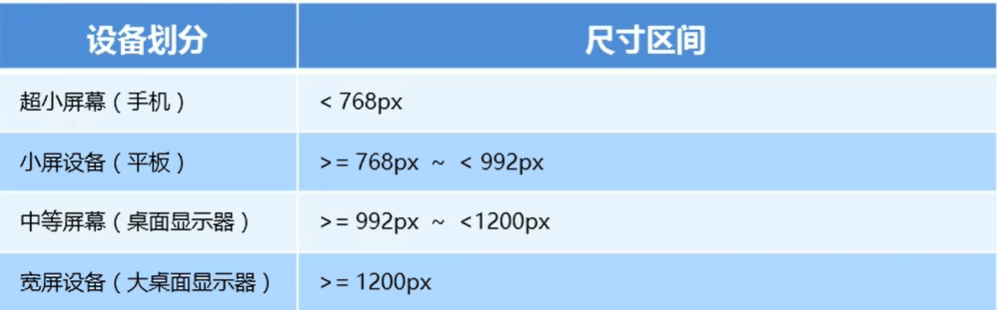 设备划分 尺寸区间
超小屏幕（手机） < 768px
小屏设备（平板） >= 768px ~ < 992px
中等屏幕（桌面显示器） >= 992px ~ <1200px
宽屏设备（大桌面显示器） >= 1200px